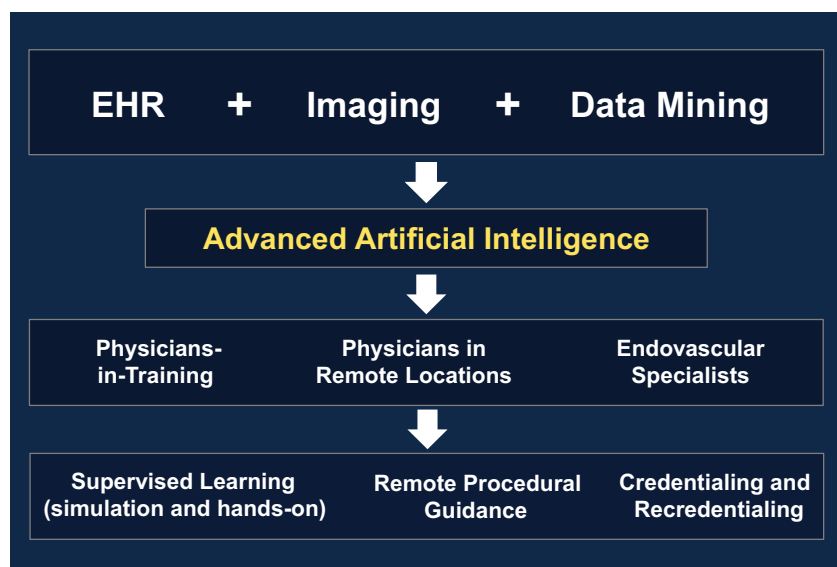 EHR + Imaging + Data Mining
Advanced Artificial Intelligence
Physicians-
in-Training
Physicians in
Remote Locations
Endovascular
Specialists
Supervised Learning
(simulation and hands-on)
Remote Procedural
Guidance
Credentialing and
Recredentialing